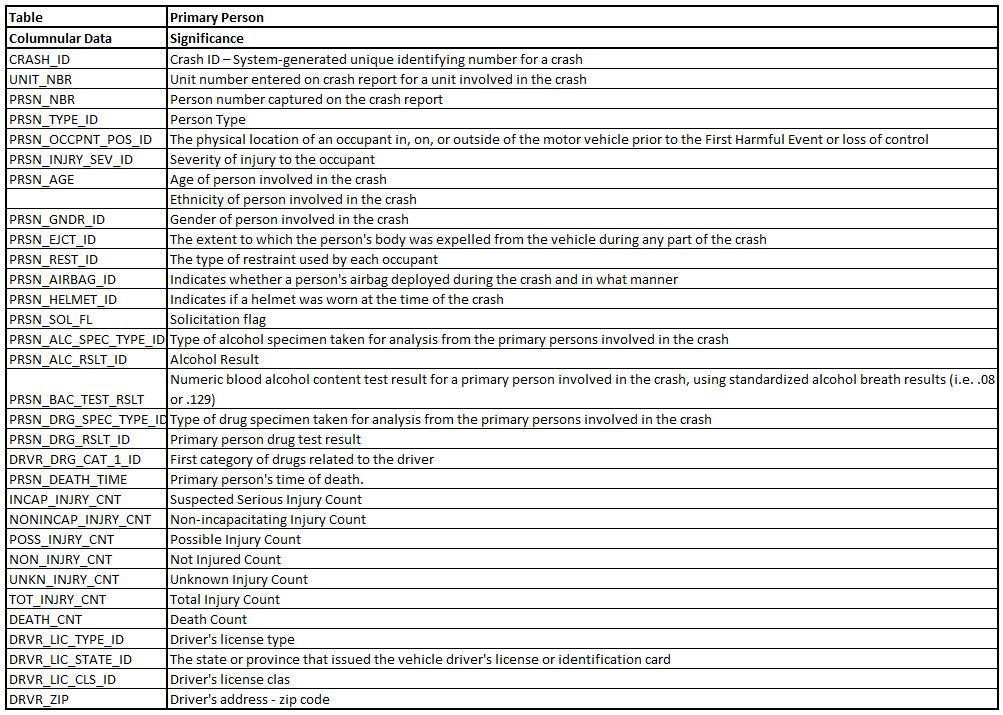 Table Primary Person
Columnular Data Significance
CRASH_ID Crash ID – System-generated unique identifying number for a crash
UNIT_NBR Unit number entered on crash report for a unit involved in the crash
PRSN_NBR Person number captured on the crash report
PRSN_TYPE_ID Person Type
PRSN_OCCPNT_POS_ID The physical location of an occupant in, on, or outside of the motor vehicle prior to the First Harmful Event or loss of control
PRSN_INJRY_SEV_ID Severity of injury to the occupant
PRSN_AGE Age of person involved in the crash
Ethnicity of person involved in the crash
PRSN_GNDR_ID Gender of person involved in the crash
PRSN_EJCT_ID The extent to which the person's body was expelled from the vehicle during any part of the crash
PRSN_REST_ID The type of restraint used by each occupant
PRSN_AIRBAG_ID Indicates whether a person's airbag deployed during the crash and in what manner
PRSN_HELMET_ID Indicates if a helmet was worn at the time of the crash
PRSN_SOL_FL Solicitation flag
PRSN_ALC_SPEC_TYPE_ID Type of alcohol specimen taken for analysis from the primary persons involved in the crash
PRSN_ALC_RSLT_ID Alcohol Result
Numeric blood alcohol content test result for a primary person involved in the crash, using standardized alcohol breath results (i.e. .08
PRSN_BAC_TEST_RSLT or .129)
PRSN_DRG_SPEC_TYPE_ID Type of drug specimen taken for analysis from the primary persons involved in the crash
PRSN_DRG_RSLT_ID Primary person drug test result
DRVR_DRG_CAT_1_ID First category of drugs related to the driver
PRSN_DEATH_TIME Primary person's time of death.
INCAP_INJRY_CNT Suspected Serious Injury Count
NONINCAP_INJRY_CNT Non-incapacitating Injury Count
POSS_INJRY_CNT Possible Injury Count
NON_INJRY_CNT Not Injured Count
UNKN_INJRY_CNT Unknown Injury Count
TOT_INJRY_CNT Total Injury Count
DEATH_CNT Death Count
DRVR_LIC_TYPE_ID Driver's license type
DRVR_LIC_STATE_ID The state or province that issued the vehicle driver's license or identification card
DRVR_LIC_CLS_ID Driver's license clas
DRVR_ZIP Driver's address - zip code